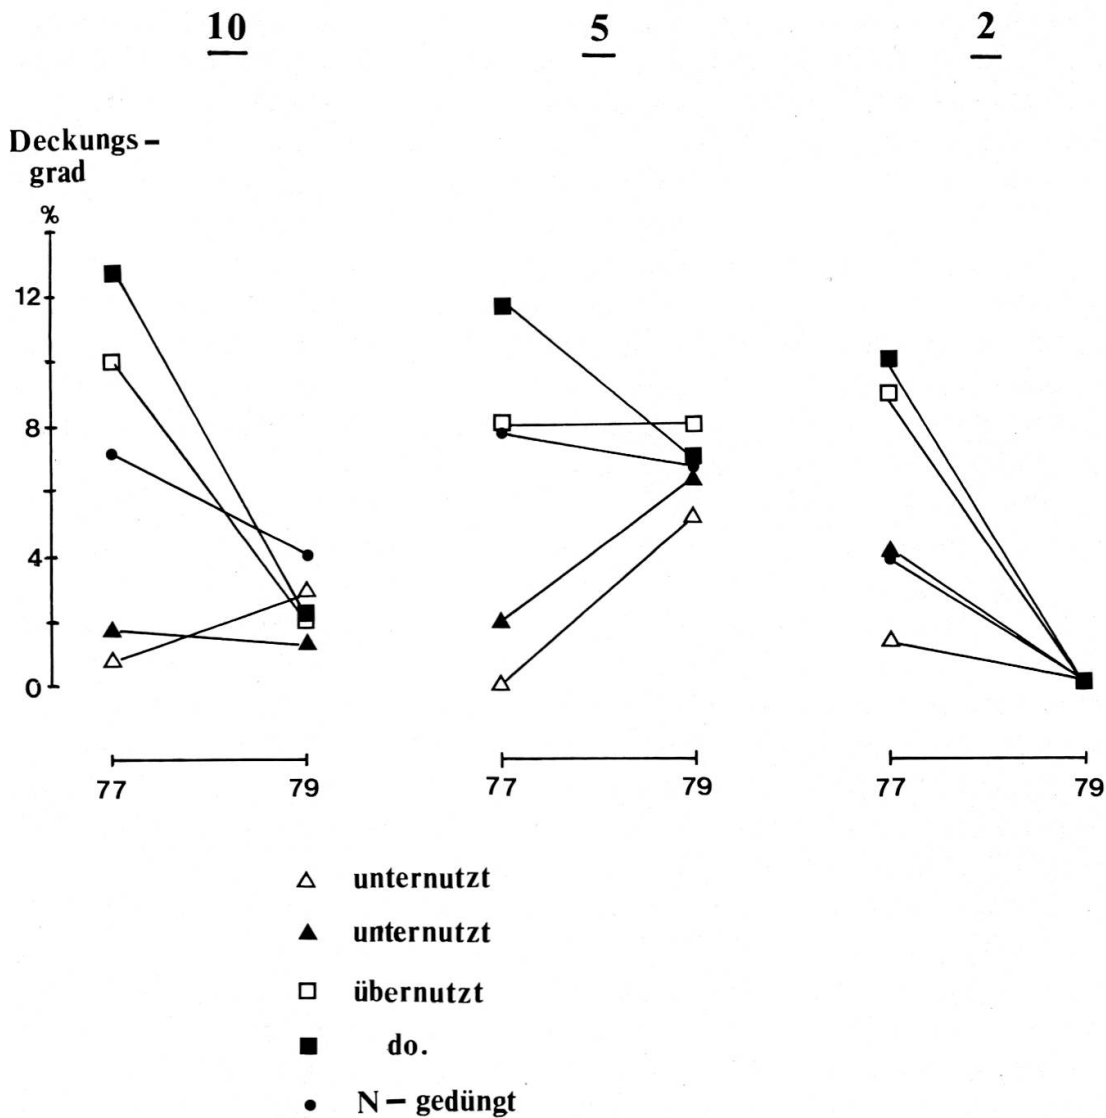 10 5 2
Deckungs-
grad
%
12
8
4
0
77 79 77 79 77 79
unternutzt
unternutzt
übernutzt
do.
N - gedüngt